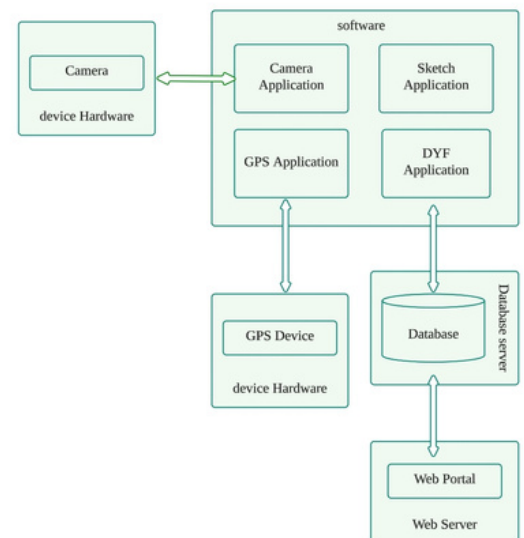 software
Camera
device Hardware
Camera
Application
Sketch
Application
GPS Application
DYF
Application
GPS Device
device Hardware
Database
Database server
Web Portal
Web Server